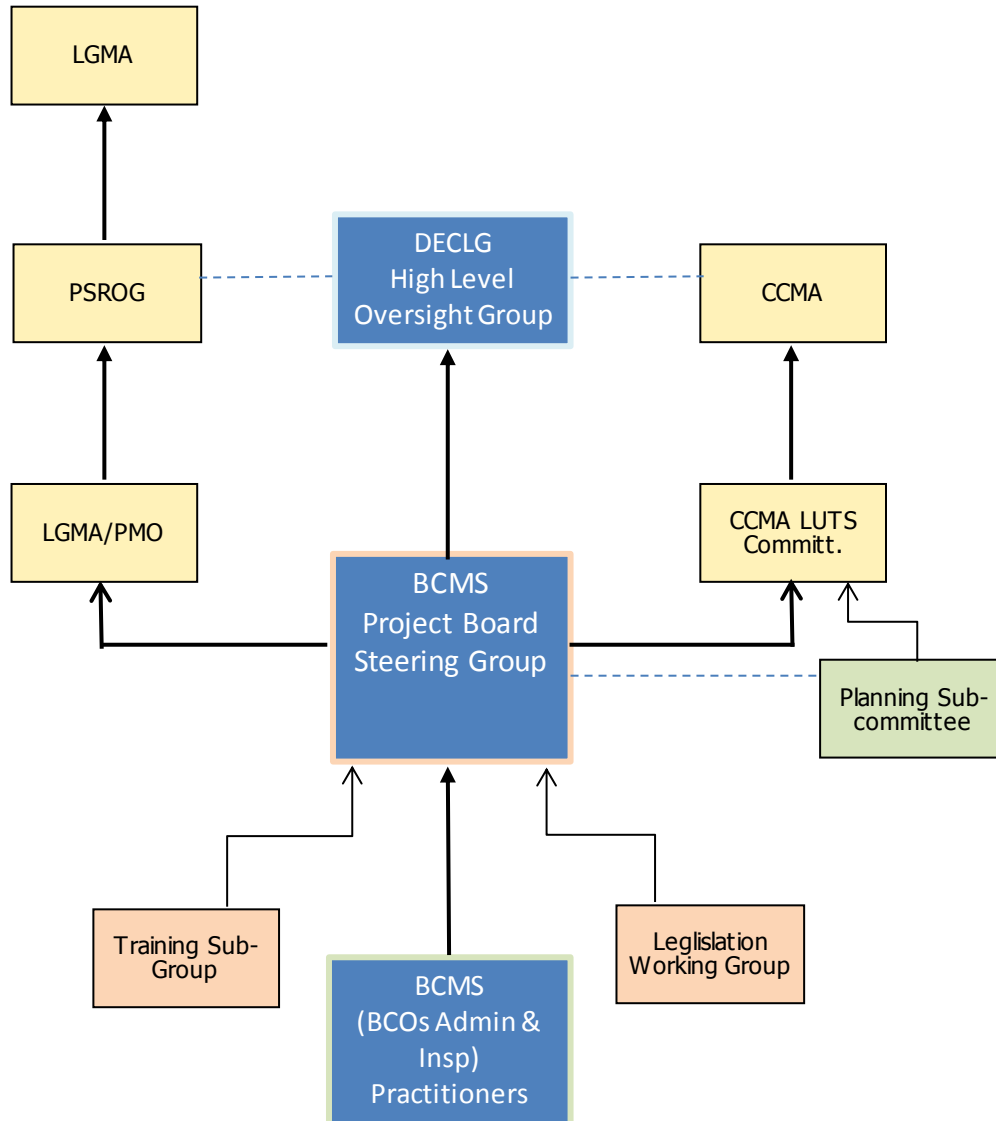 LGMA
DECLG
High Level
Oversight Group
PSROG
CCMA
LGMA/PMO
CCMA LUTS
Committ.
BCMS
Project Board
Steering Group
Planning Sub-
committee
Training Sub-
Group
Leglislation
Working Group
BCMS
(BCOs Admin &
Insp)
Practitioners